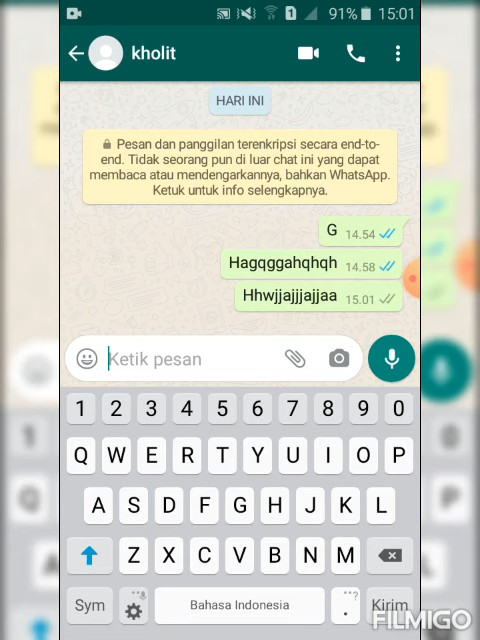 1 91% 15:01
kholit
HARI INI
Pesan dan panggilan terenkripsi secara end-to-
end. Tidak seorang pun di luar chat ini yang dapat
membaca atau mendengarkannya, bahkan WhatsApp.
Ketuk untuk info selengkapnya.
G 14.54
Hagqggahqhqh 14.58
Hhwjjajjjajjaa 15.01
Ketik pesan
1 2 3 4 5 6 7 8 9 0
Q W E R T Y U I O P
A S D F G H J K L
Z X C V B N M
Sym Bahasa Indonesia . ...? Kirim
FILMIGO